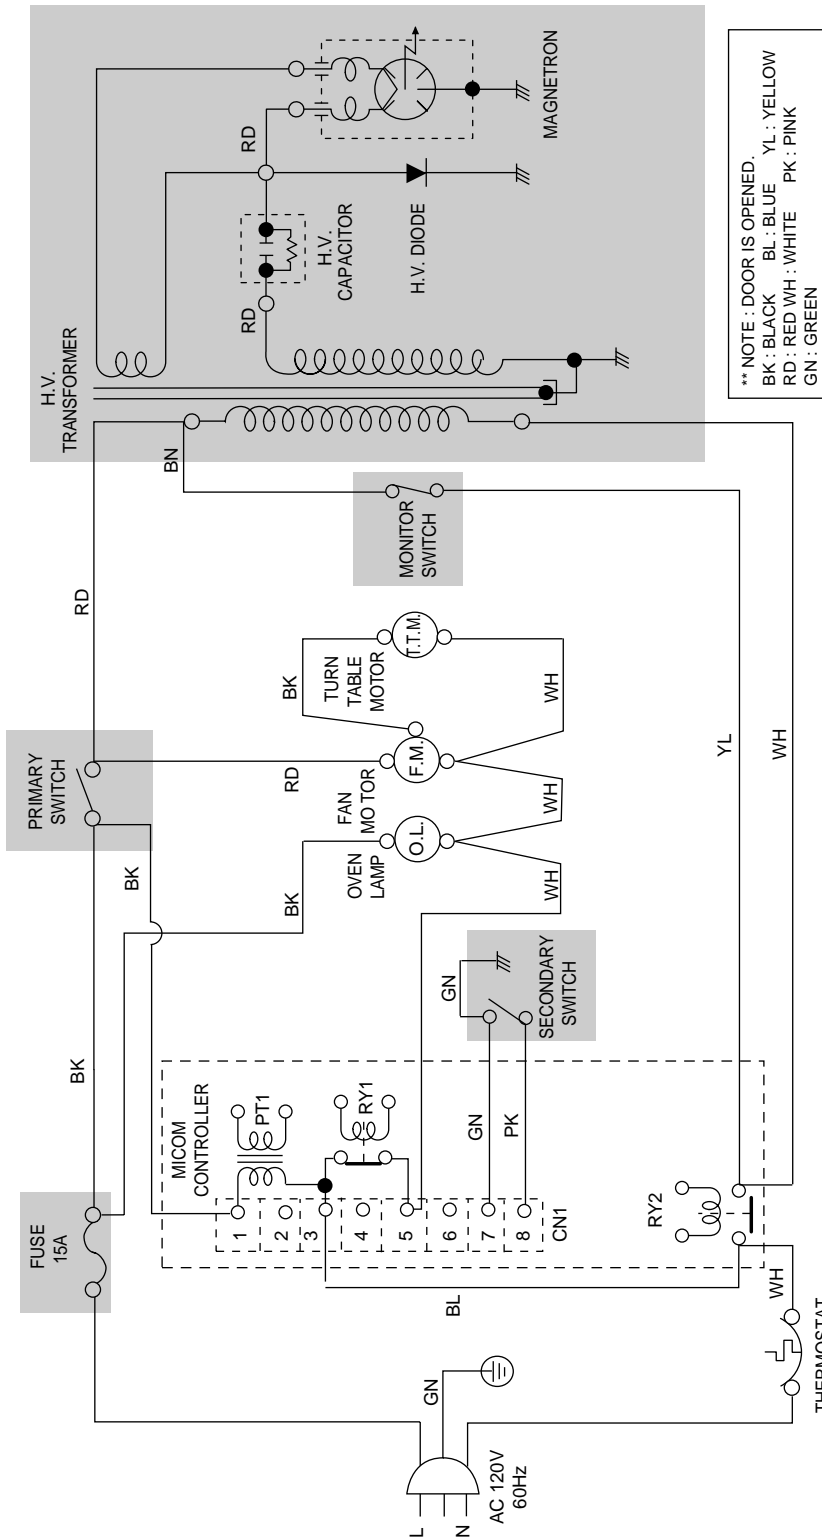 H.V.
TRANSFORMER
RD
RD
H.V.
CAPACITOR
H.V. DIODE
MAGNETRON
BN
MONITOR
SWITCH
RD
PRIMARY
SWITCH
BK
BK
TURN
TABLE
MOTOR
T.T.M.
WH
RD
FAN
MO TOR
F.M.
WH
BK
OVEN
LAMP
O.L.
WH
YL
WH
BK
GN
SECONDARY
SWITCH
MICOM
CONTROLLER
PT1
RY1
GN
PK
1
2
3
4
5
6
7
8
CN1
RY2
FUSE
15A
BL
WH
THERMOSTAT
GN
L
N
AC 120V
60Hz
** NOTE : DOOR IS OPENED.
BK : BLACK BL : BLUE YL : YELLOW
RD : RED WH : WHITE PK : PINK
GN : GREEN